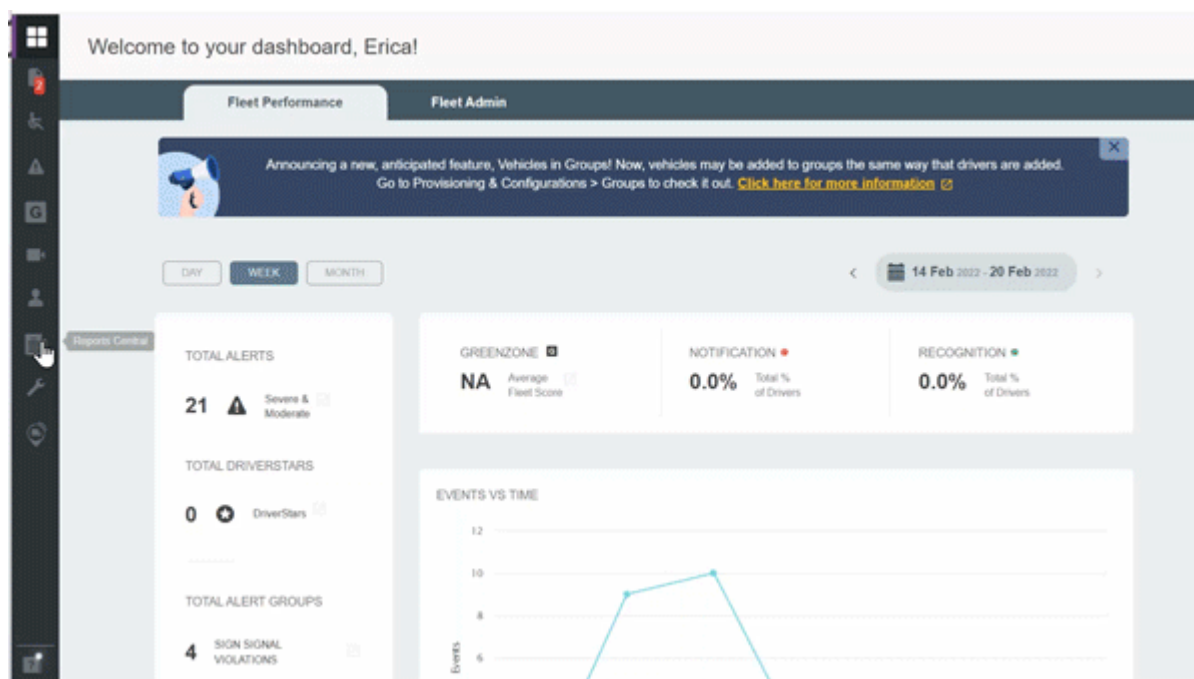 Welcome to your dashboard, Erica!
2
Fleet Performance
Fleet Admin
Announcing a new, anticipated feature, Vehicles in Groups! Now, vehicles may be added to groups the same way that drivers are added.
Go to Provisioning & Configurations > Groups to check it out. Click here for more information
G
DAY
WEEK
MONTH
14 Feb 2022 - 20 Feb 2022
Reports Central
TOTAL ALERTS
21
Severe &
Moderate
GREENZONE G
NA
Average
Fleet Score
NOTIFICATION
0.0%
Total %
of Drivers
RECOGNITION
0.0%
Total %
of Drivers
TOTAL DRIVERSTARS
0
DriverStars
TOTAL ALERT GROUPS
4
SIGN SIGNAL
VIOLATIONS
EVENTS VS TIME
12
10
8
6
Events